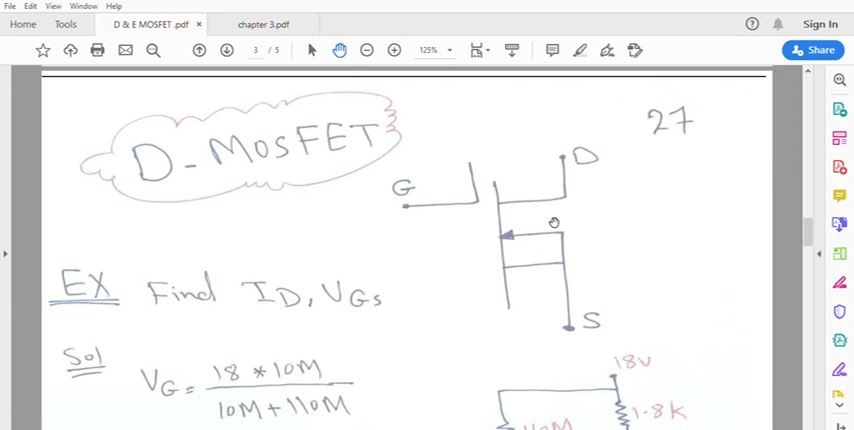 File Edit View Window Help
Home Tools D & E MOSFET .pdf × chapter 3.pdf Sign In
3 / 5 125% Share
27
D - MOSFET
D
G
EX Find ID, VGS
S
Sol
18V
VG = 18 * 10M
10M + 110M
1.8K
110M